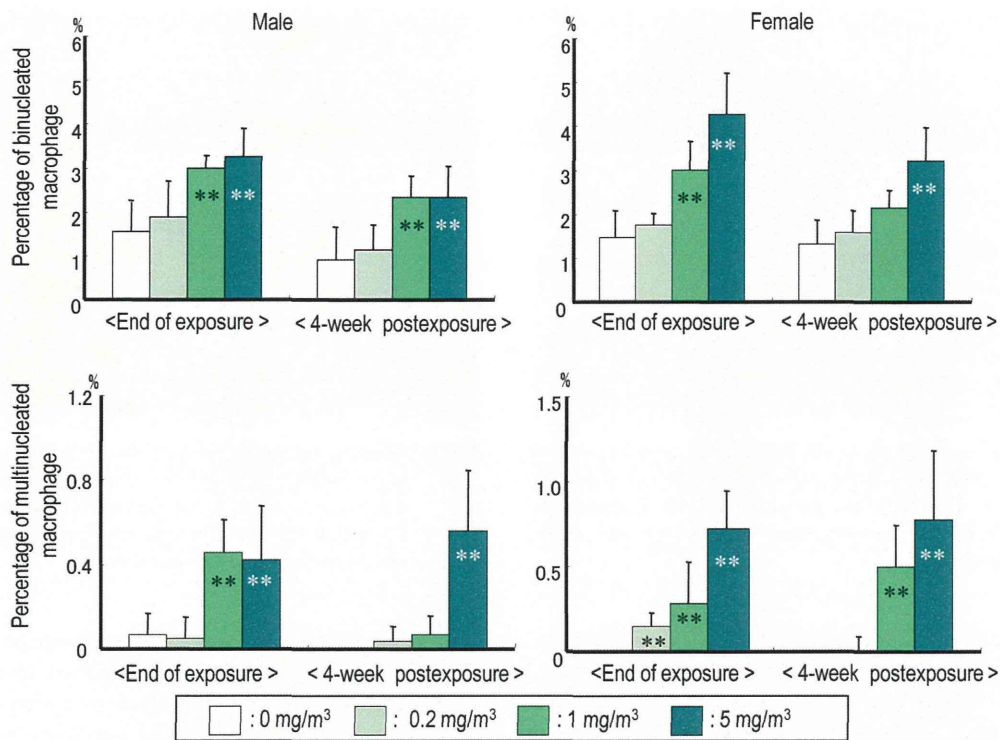 Male
Female
%
6
5
4
3
2
1
0
Percentage of binucleated
macrophage
**
**
**
**
<End of exposure >
< 4-week postexposure >
%
6
5
4
3
2
1
0
**
**
**
<End of exposure >
< 4-week postexposure >
%
1.2
0.8
0.4
0
Percentage of multinucleated
macrophage
**
**
**
<End of exposure >
< 4-week postexposure >
%
1.5
1.0
0.5
0
**
**
**
**
**
<End of exposure >
< 4-week postexposure >
: 0 mg/m³ : 0.2 mg/m³ : 1 mg/m³ : 5 mg/m³